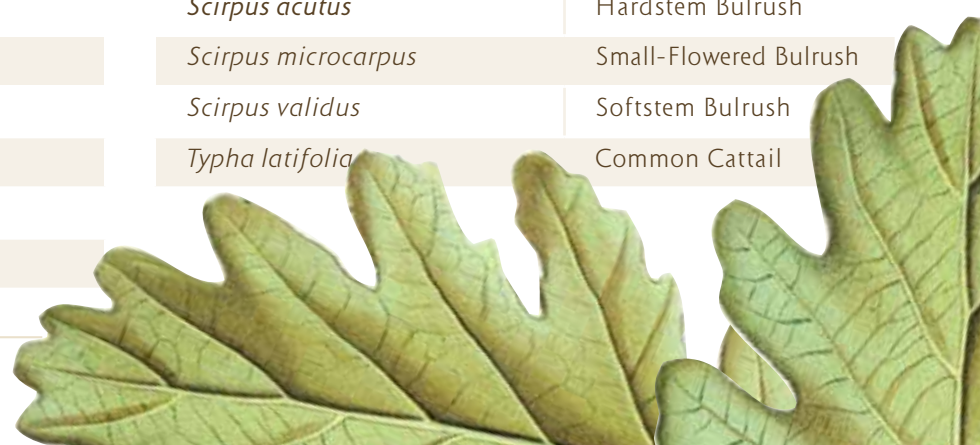 Scirpus acutus Hardstem Bulrush
Scirpus microcarpus Small-Flowered Bulrush
Scirpus validus Softstem Bulrush
Typha latifolia Common Cattail